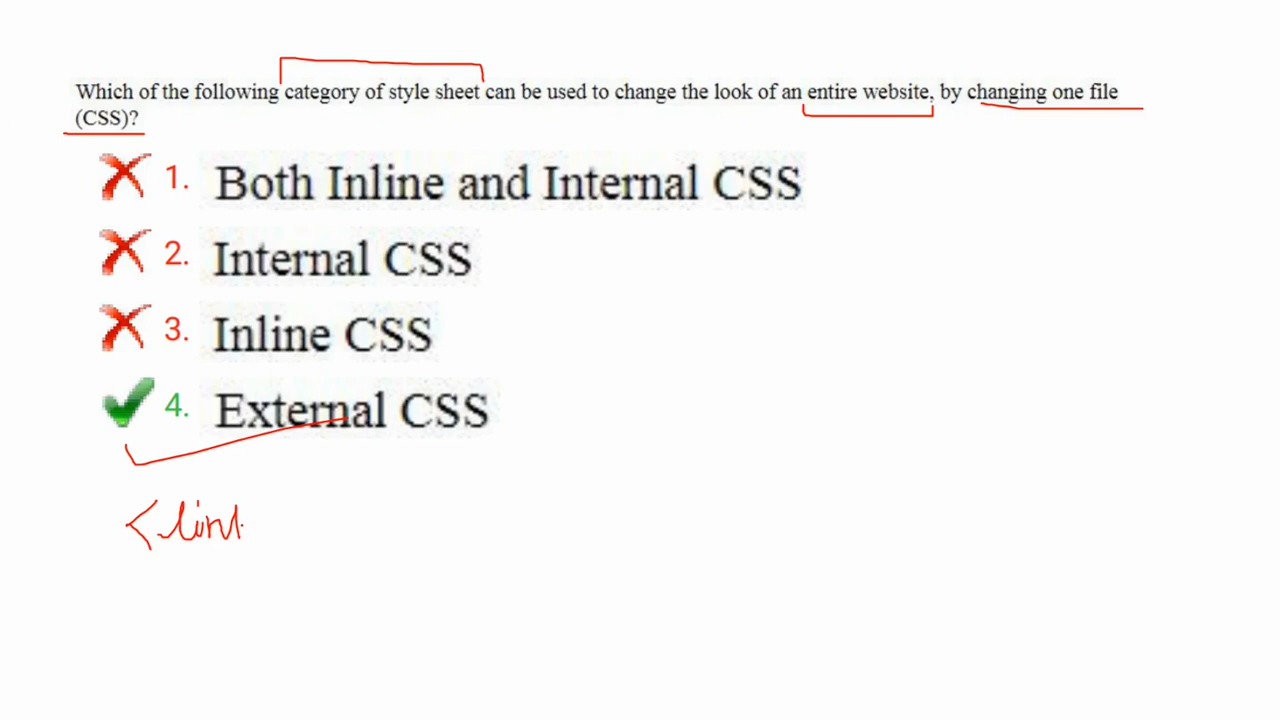 Which of the following category of style sheet can be used to change the look of an entire website, by changing one file
(CSS)?
1. Both Inline and Internal CSS
2. Internal CSS
3. Inline CSS
4. External CSS
<link